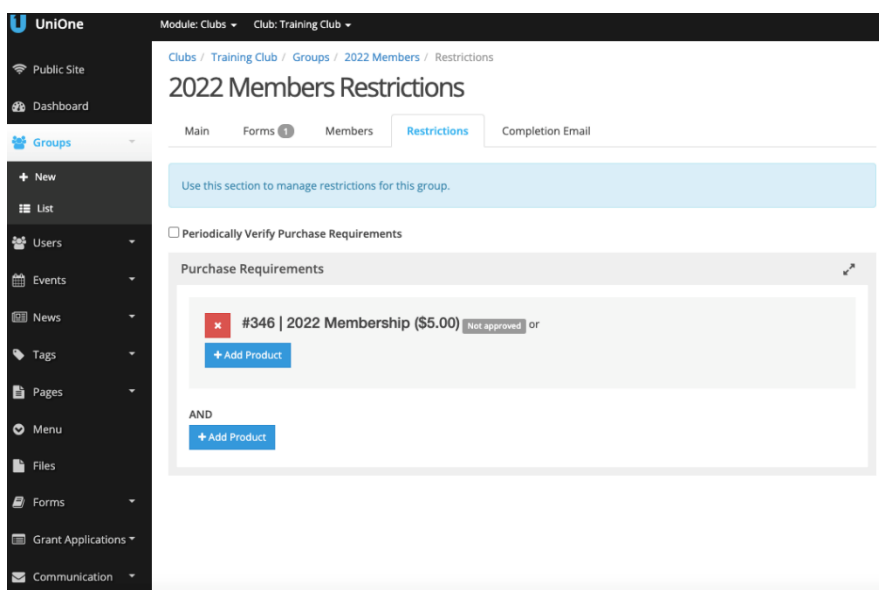 UniOne
Module: Clubs
Club: Training Club
Public Site
Dashboard
Groups
New
List
Users
Events
News
Tags
Pages
Menu
Files
Forms
Grant Applications
Communication
Clubs / Training Club / Groups / 2022 Members / Restrictions
2022 Members Restrictions
Main Forms 1 Members Restrictions Completion Email
Use this section to manage restrictions for this group.
Periodically Verify Purchase Requirements
Purchase Requirements
#346 | 2022 Membership ($5.00) Not approved or
+ Add Product
AND
+ Add Product